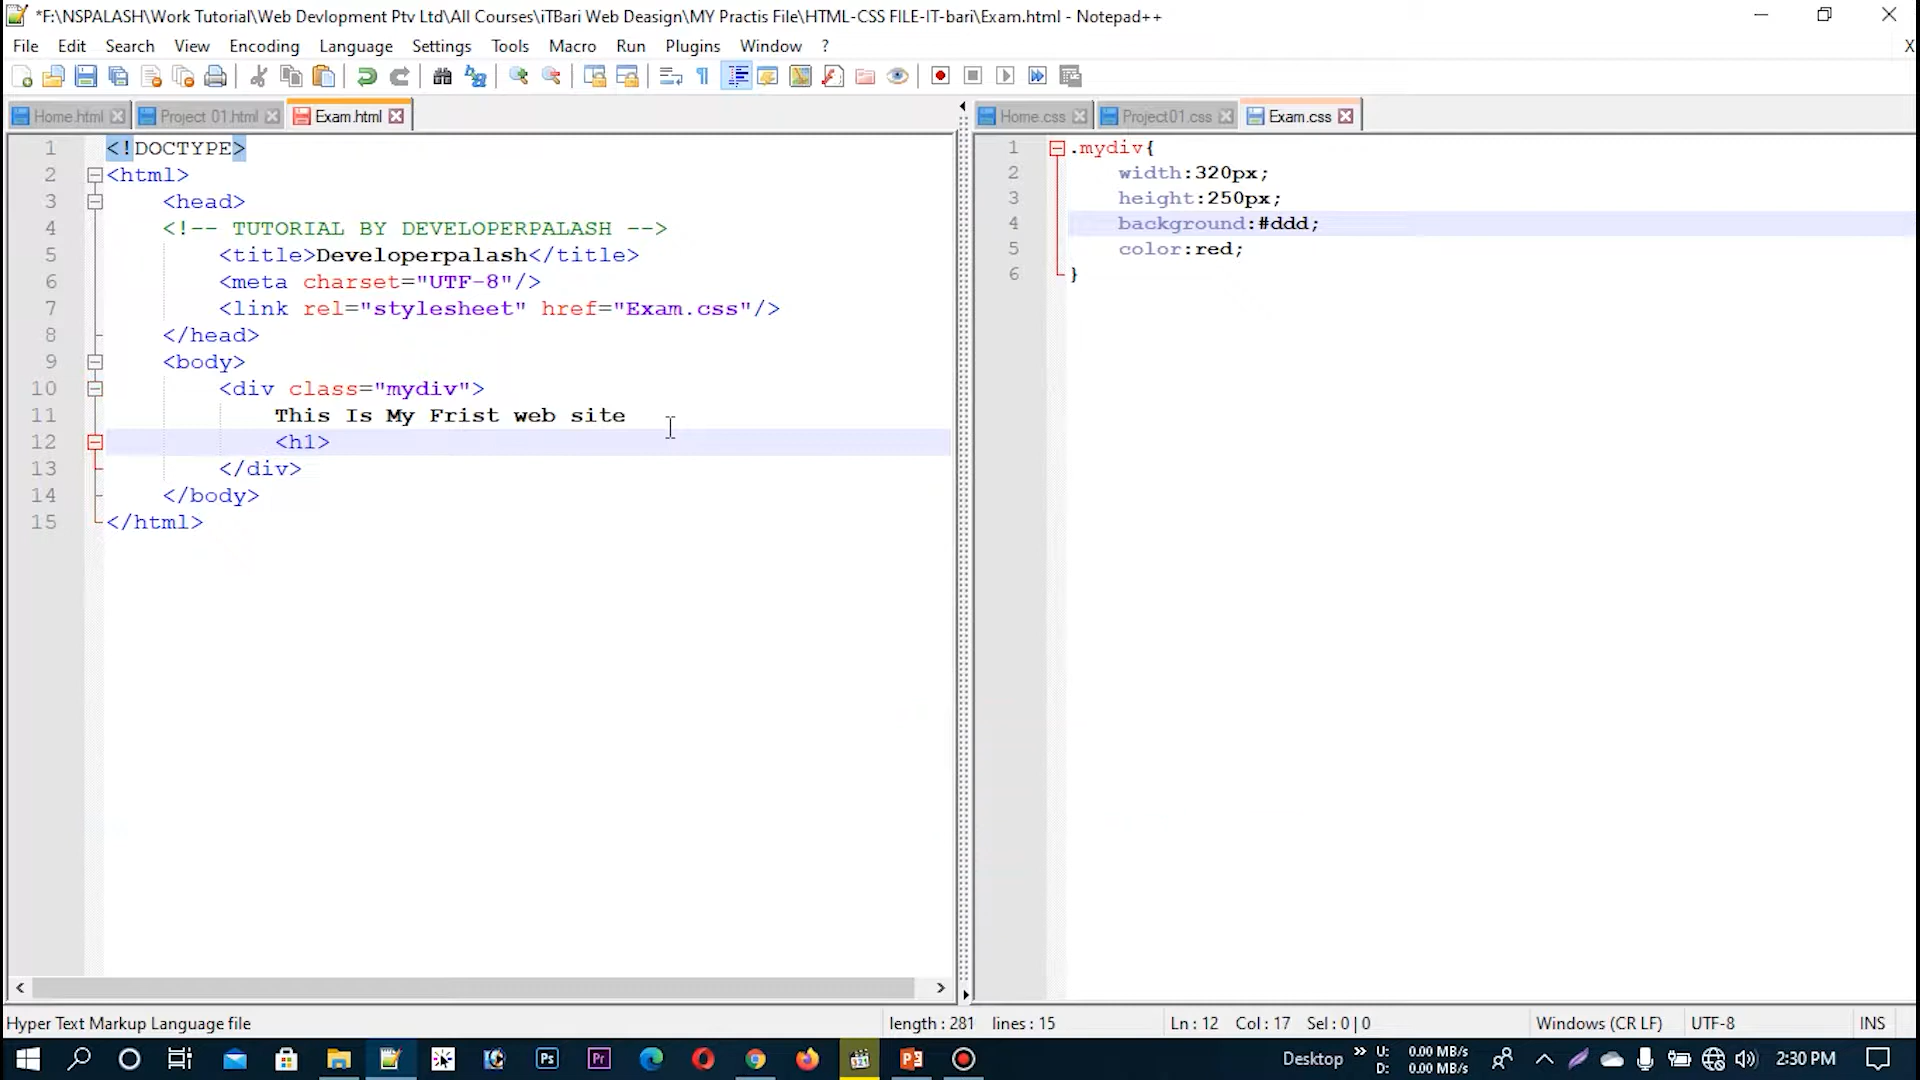 *F:\NSPALASH\Work Tutorial\Web Devlopment Ptv Ltd\All Courses\iTBari Web Deasign\MY Practis File\HTML-CSS FILE-IT-bari\Exam.html - Notepad++
File Edit Search View Encoding Language Settings Tools Macro Run Plugins Window ? X
Home.html Project 01.html Exam.html
1 <!DOCTYPE>
2 <html>
3 <head>
4 <!-- TUTORIAL BY DEVELOPERPALASH -->
5 <title>Developerpalash</title>
6 <meta charset="UTF-8"/>
7 <link rel="stylesheet" href="Exam.css"/>
8 </head>
9 <body>
10 <div class="mydiv">
11 This Is My Frist web site
12 <h1>
13 </div>
14 </body>
15 </html>
Home.css Project01.css Exam.css
1 .mydiv{
2 width:320px;
3 height:250px;
4 background:#ddd;
5 color:red;
6 }
Hyper Text Markup Language file length : 281 lines : 15 Ln : 12 Col : 17 Sel : 0 | 0 Windows (CR LF) UTF-8 INS
Ps Pr Desktop » U: 0.00 MB/s
D: 0.00 MB/s
2:30 PM